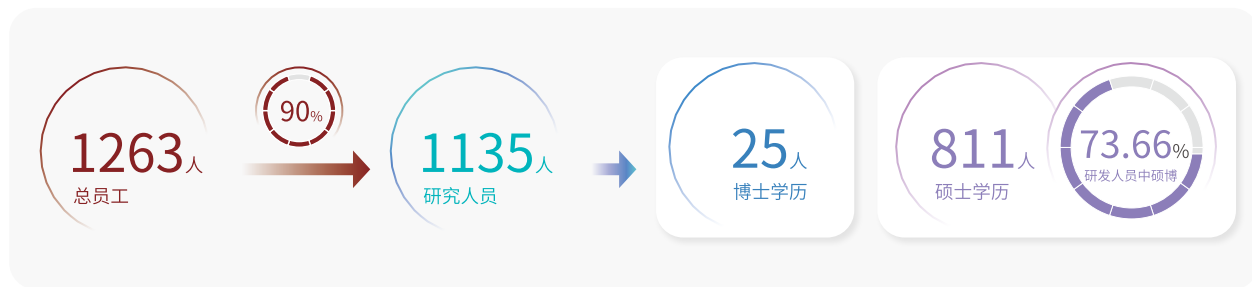 1263人
总员工
90%
1135人
研究人员
25人
博士学历
811人
硕士学历
73.66%
研发人员中硕博